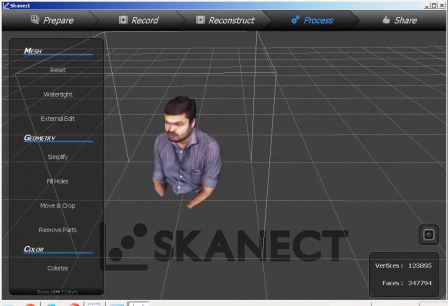 Skanect
Prepare Record Reconstruct Process Share
MESH
Reset
Watertight
External Edit
GEOMETRY
Simplify
Fill Holes
Move & Crop
Remove Parts
COLOR
Colorize
SKANECT
Vertices : 123895
Faces : 247794